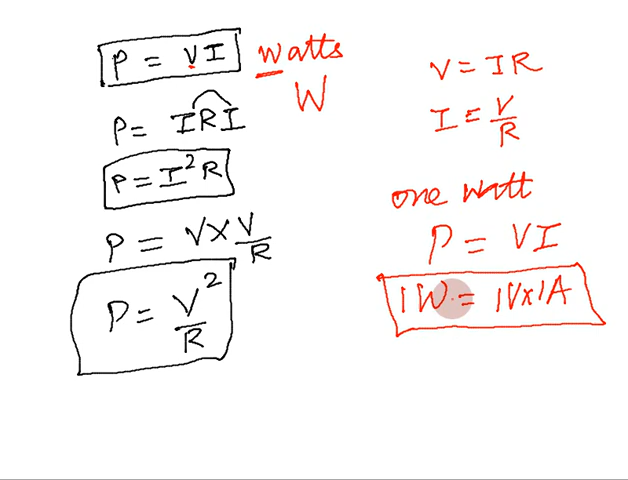 P = VI watts
W
P = IRI
P = I²R
P = V × V/R
P = V²/R
V = IR
I = V/R
one watt
P = VI
1W = 1V×1A